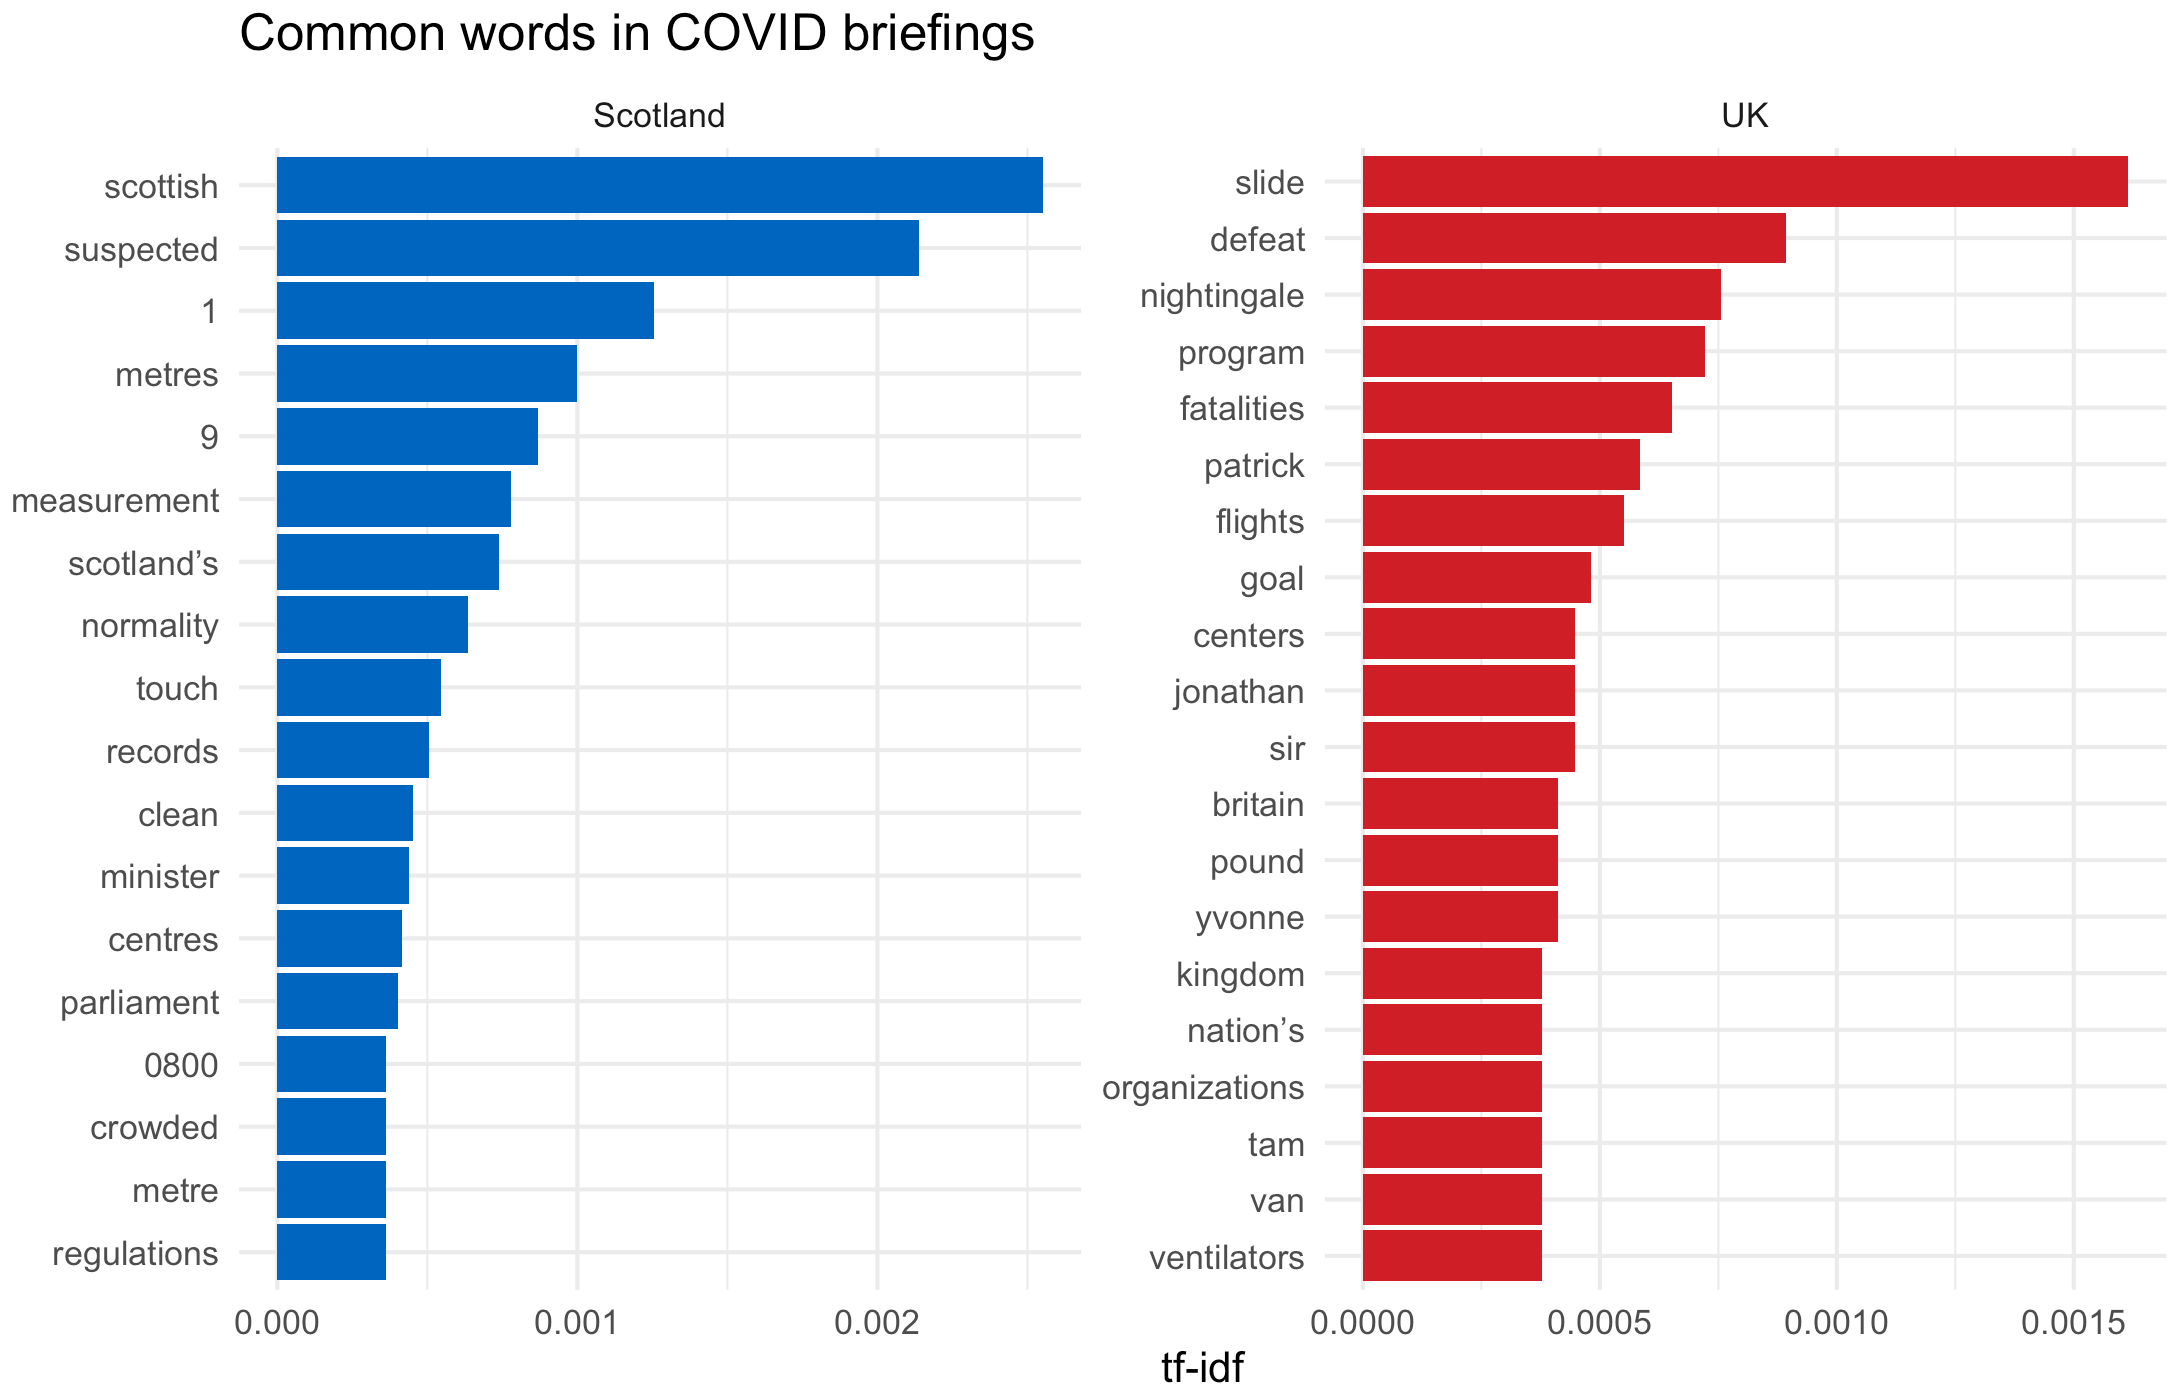 Common words in COVID briefings
Scotland
scottish
suspected
1
metres
9
measurement
scotland’s
normality
touch
records
clean
minister
centres
parliament
0800
crowded
metre
regulations
0.000 0.001 0.002
UK
slide
defeat
nightingale
program
fatalities
patrick
flights
goal
centers
jonathan
sir
britain
pound
yvonne
kingdom
nation’s
organizations
tam
van
ventilators
0.0000 0.0005 0.0010 0.0015
tf-idf